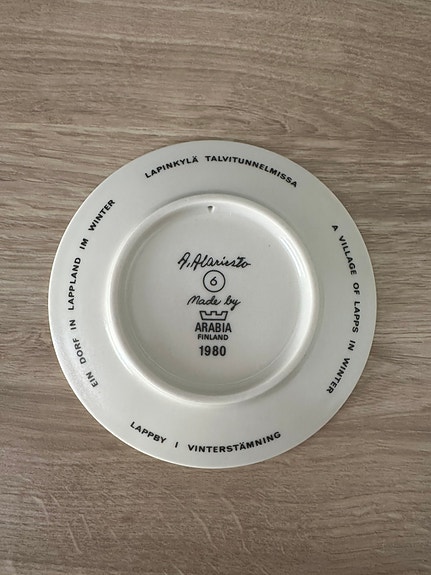 LAPINKYLÄ TALVITUNNELMISSA
A VILLAGE OF LAPPS IN WINTER
LAPPBY I VINTERSTÄMNING
EIN DORF IN LAPPLAND IM WINTER
A. Alariesto
6
Made by
ARABIA
FINLAND
1980